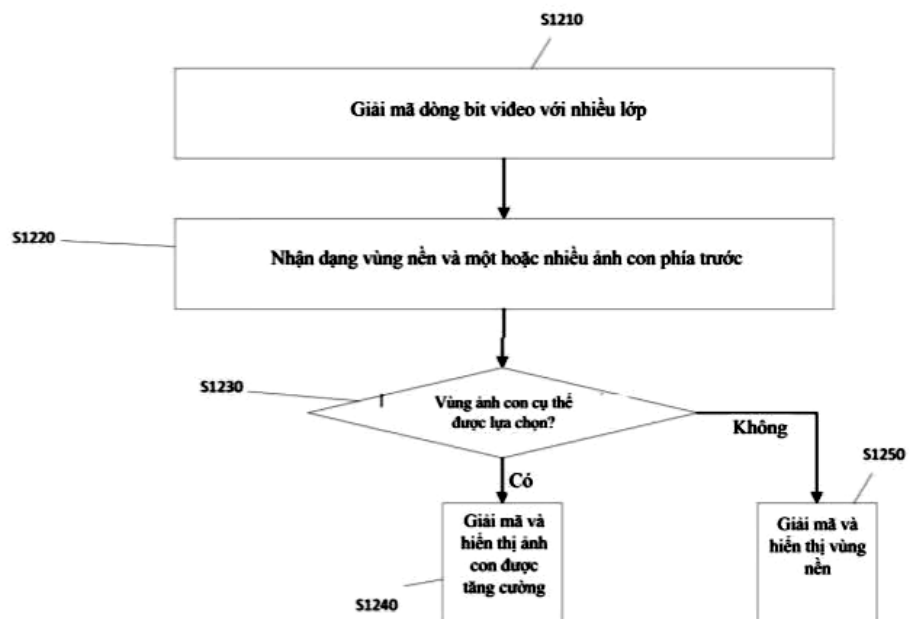 S1210
Giải mã dòng bit video với nhiều lớp
S1220
Nhận dạng vùng nền và một hoặc nhiều ảnh con phía trước
S1230
Vùng ảnh con cụ thể
được lựa chọn?
Không
S1250
Có
Giải mã và
hiển thị ảnh
con được
tăng cường
Giải mã và
hiển thị vùng
nền
S1240